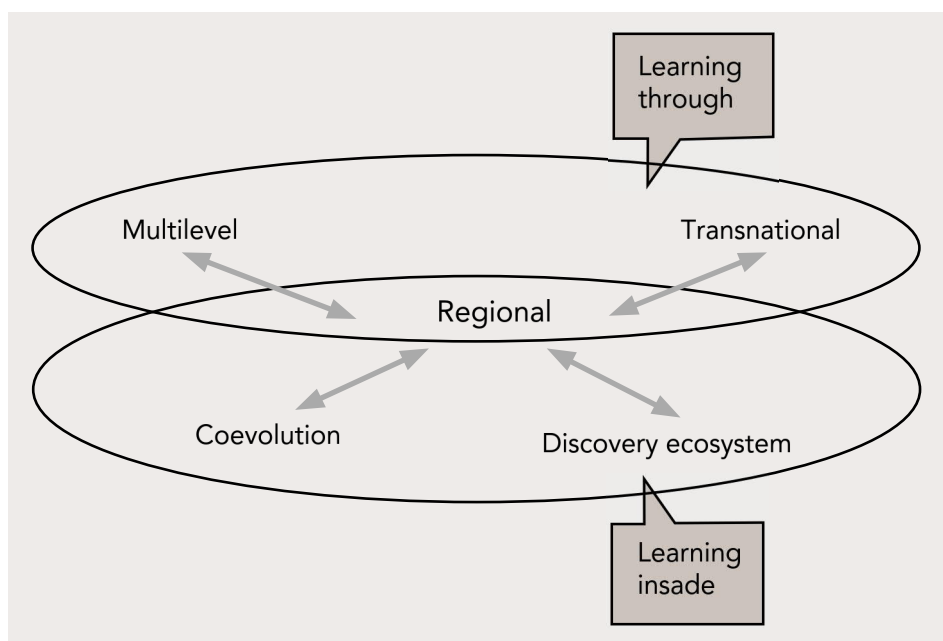 Learning
through
Multilevel
Transnational
Regional
Coevolution
Discovery ecosystem
Learning
insade